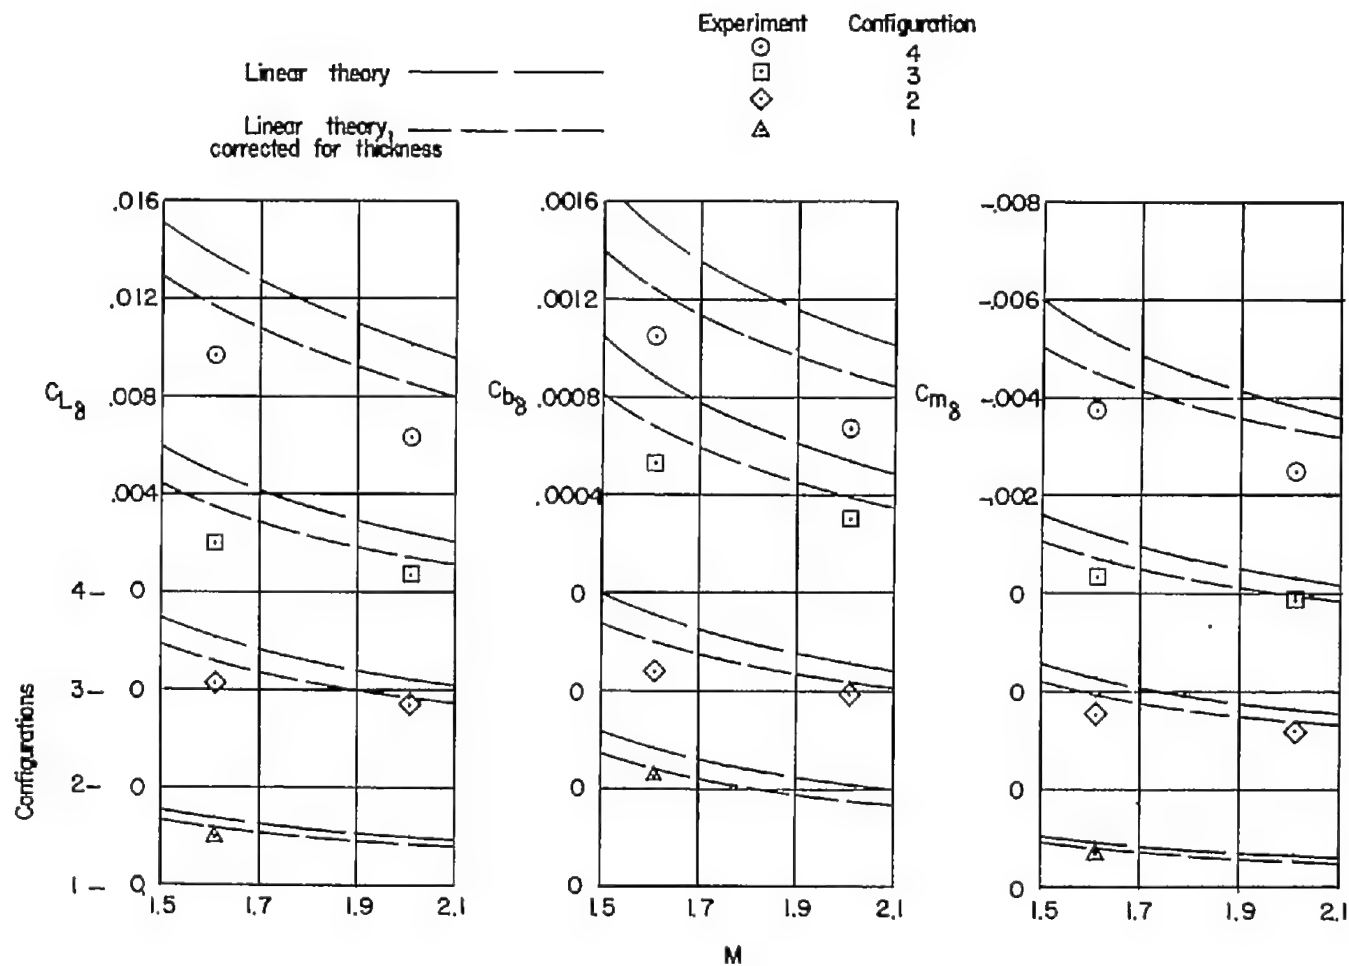 Experiment Configuration
4
Linear theory
3
2
Linear theory,
corrected for thickness
1
.016
.012
C_Lδ .008
.004
4– 0
3– 0
2– 0
1– 0
Configurations
1.5 1.7 1.9 2.1
.0016
.0012
C_bδ .0008
.0004
0
0
0
0
1.5 1.7 1.9 2.1
-.008
-.006
C_mδ -.004
-.002
0
0
0
0
1.5 1.7 1.9 2.1
M